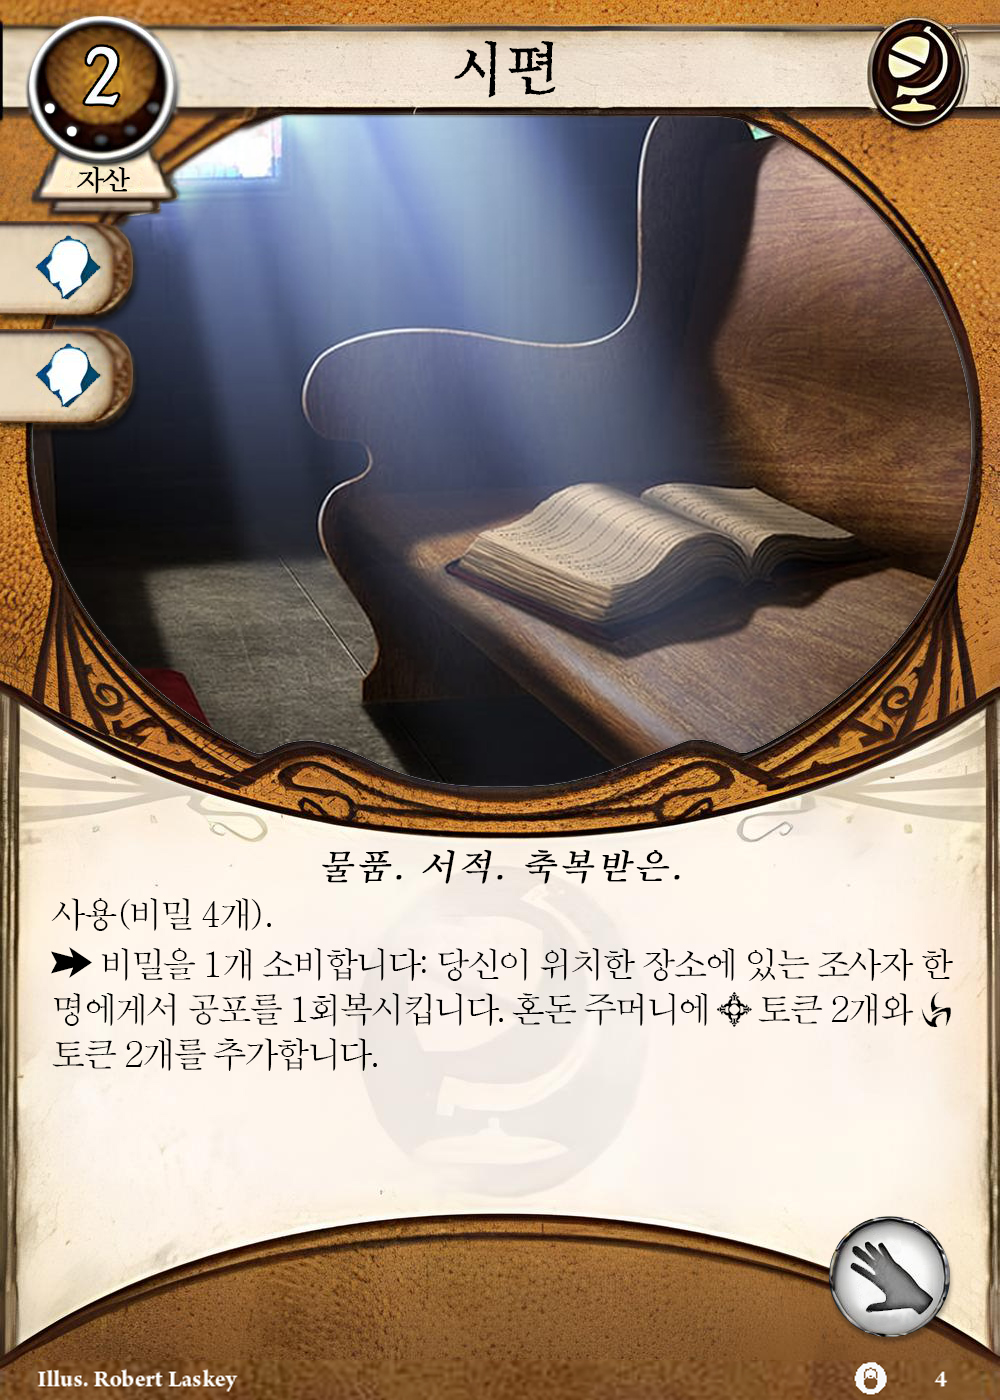 2
시편
자산
물품. 서적. 축복받은.
사용(비밀 4개).
비밀을 1개 소비합니다: 당신이 위치한 장소에 있는 조사자 한
명에게서 공포를 1회복시킵니다. 혼돈 주머니에 토큰 2개와
토큰 2개를 추가합니다.
Illus. Robert Laskey
4